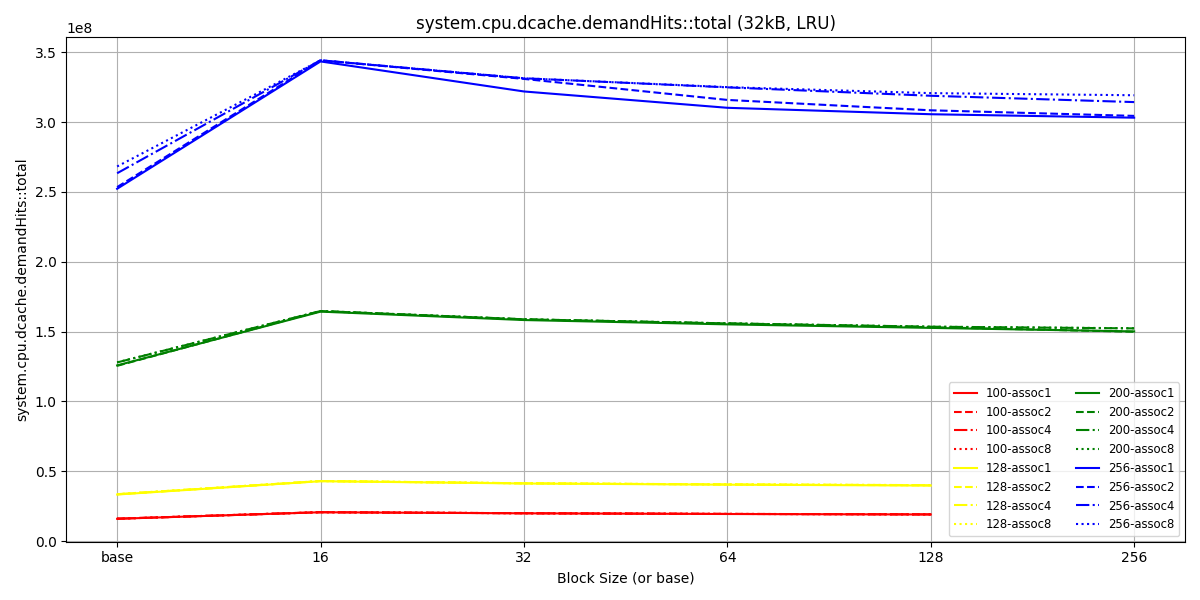 system.cpu.dcache.demandHits::total (32kB, LRU)
1e8
3.5
3.0
2.5
2.0
1.5
1.0
0.5
0.0
system.cpu.dcache.demandHits::total
base 16 32 64 128 256
Block Size (or base)
100-assoc1 200-assoc1
100-assoc2 200-assoc2
100-assoc4 200-assoc4
100-assoc8 200-assoc8
128-assoc1 256-assoc1
128-assoc2 256-assoc2
128-assoc4 256-assoc4
128-assoc8 256-assoc8